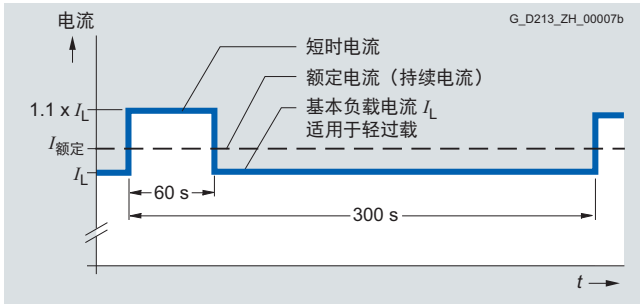 电流
G_D213_ZH_00007b
短时电流
额定电流（持续电流）
1.1 x IL
基本负载电流 IL
适用于轻过载
I额定
IL
60 s
300 s
t